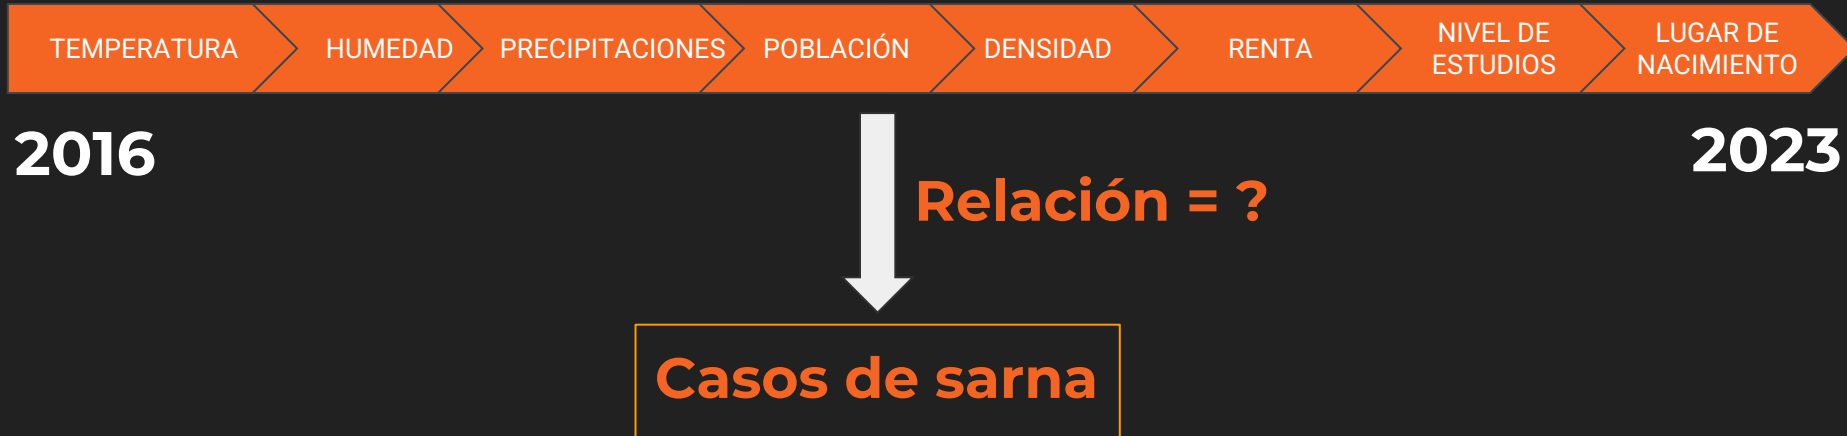 TEMPERATURA
HUMEDAD
PRECIPITACIONES
POBLACIÓN
DENSIDAD
RENTA
NIVEL DE
ESTUDIOS
LUGAR DE
NACIMIENTO
2016
2023
Relación = ?
Casos de sarna